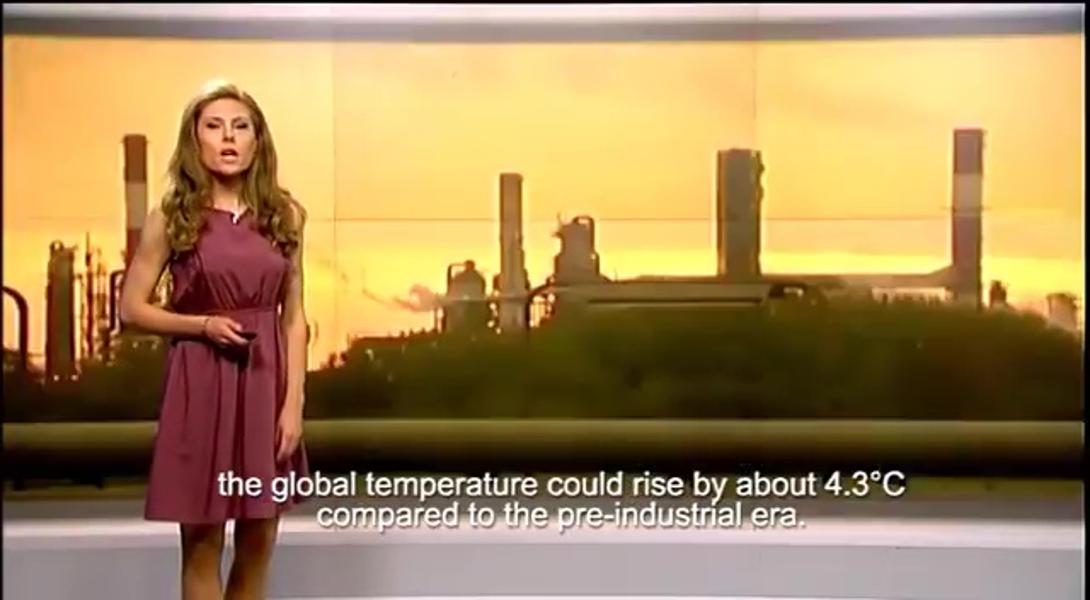 the global temperature could rise by about 4.3°C
compared to the pre-industrial era.